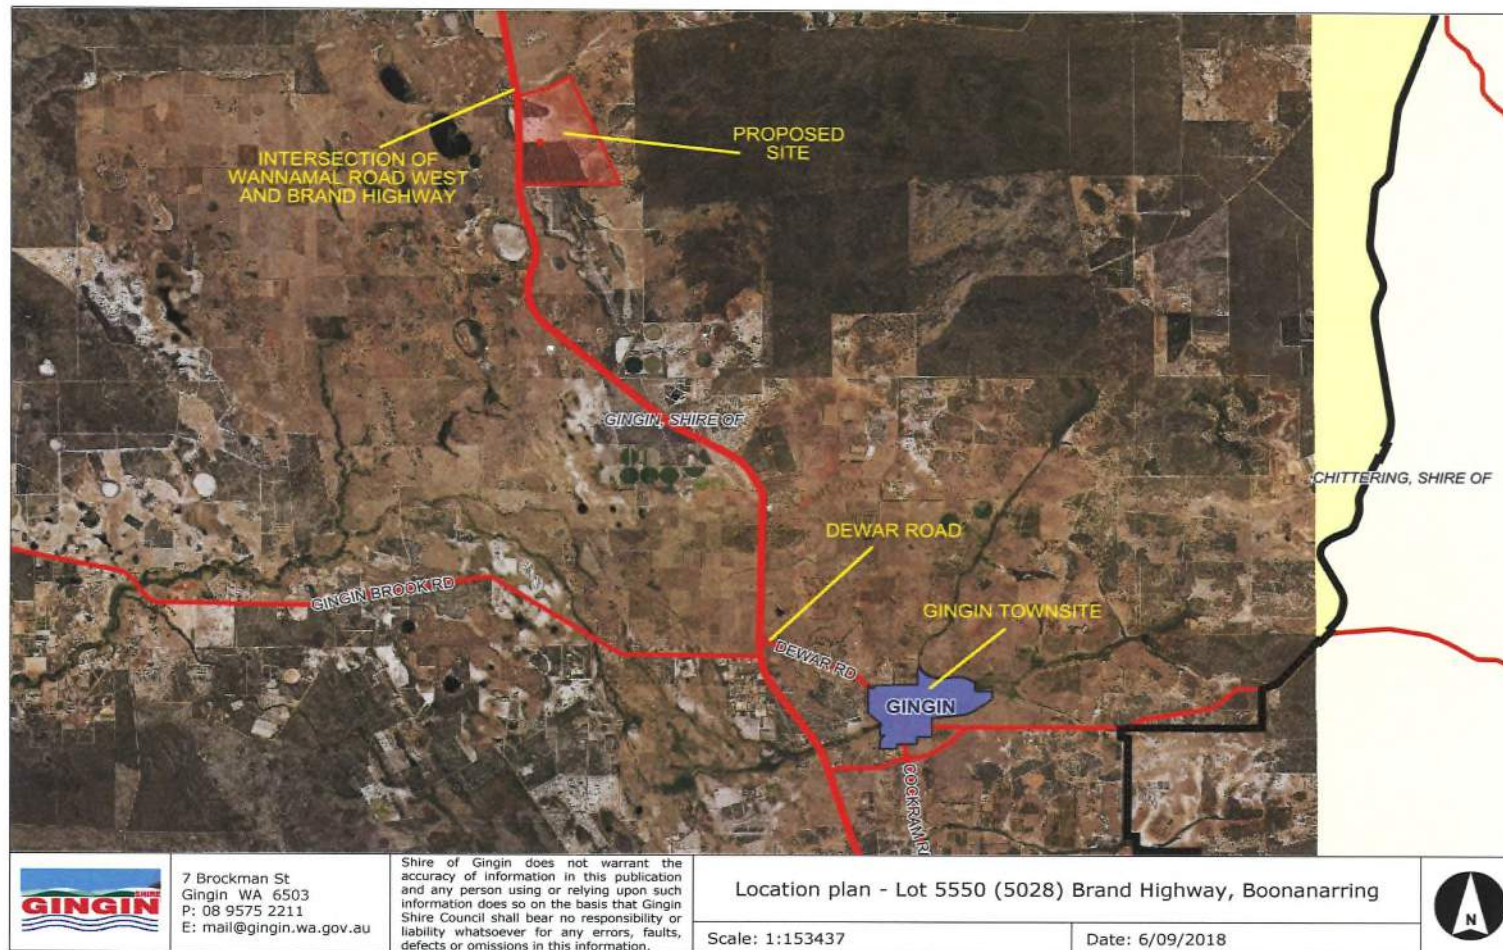 INTERSECTION OF
WANNAMAL ROAD WEST
AND BRAND HIGHWAY
PROPOSED
SITE
GINGIN, SHIRE OF
CHITTERING, SHIRE OF
DEWAR ROAD
GINGIN BROOK RD
GINGIN TOWNSITE
DEWAR RD
GINGIN
COCKRAM R
SHIRE
GINGIN
7 Brockman St
Gingin WA 6503
P: 08 9575 2211
E: mail@gingin.wa.gov.au
Shire of Gingin does not warrant the
accuracy of information in this publication
and any person using or relying upon such
information does so on the basis that Gingin
Shire Council shall bear no responsibility or
liability whatsoever for any errors, faults,
defects or omissions in this information.
Location plan - Lot 5550 (5028) Brand Highway, Boonanarring
Scale: 1:153437
Date: 6/09/2018
N